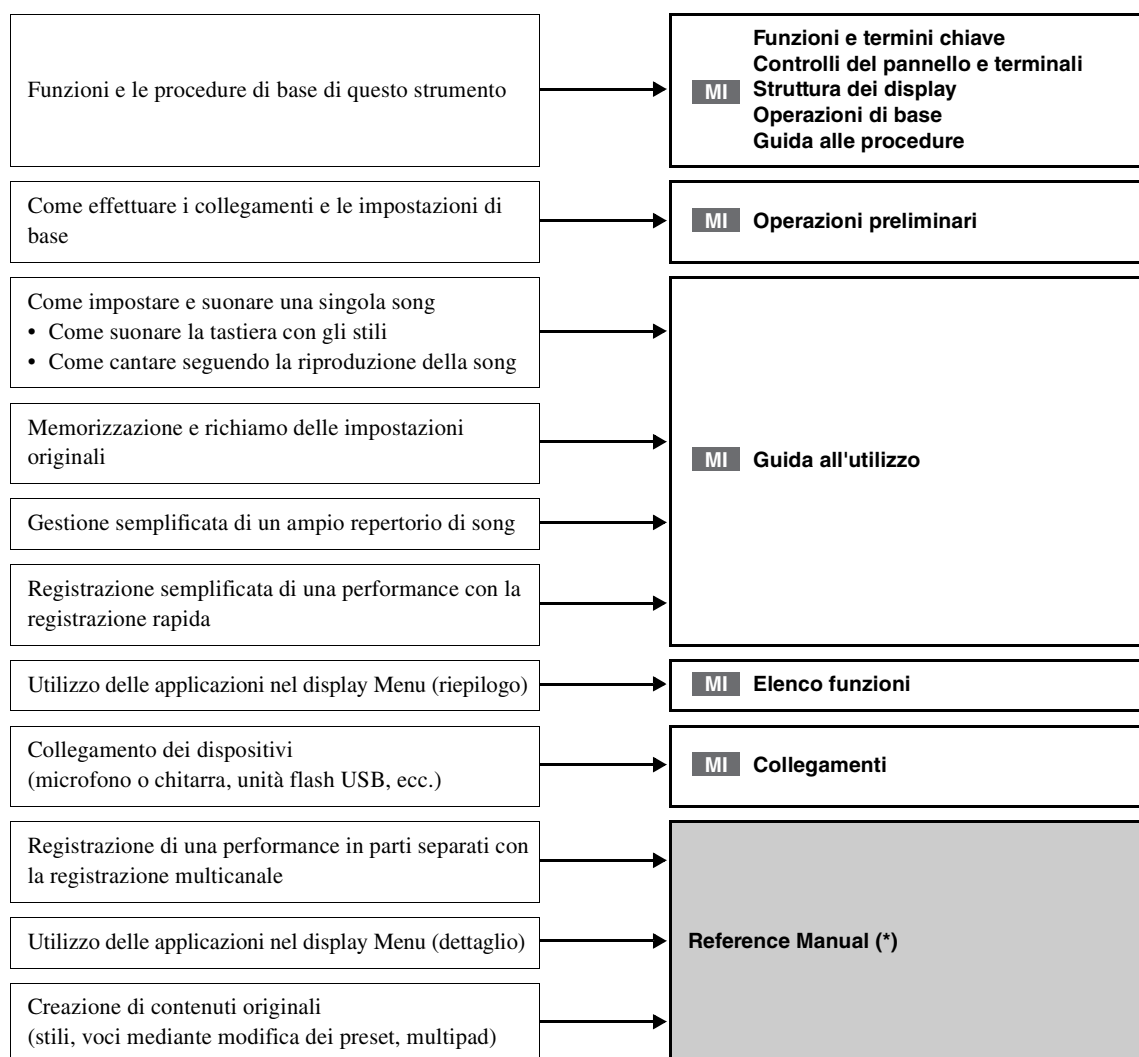 Funzioni e le procedure di base di questo strumento
MI
Funzioni e termini chiave
Controlli del pannello e terminali
Struttura dei display
Operazioni di base
Guida alle procedure
Come effettuare i collegamenti e le impostazioni di
base
MI Operazioni preliminari
Come impostare e suonare una singola song
• Come suonare la tastiera con gli stili
• Come cantare seguendo la riproduzione della song
Memorizzazione e richiamo delle impostazioni
originali
Gestione semplificata di un ampio repertorio di song
Registrazione semplificata di una performance con la
registrazione rapida
MI Guida all'utilizzo
Utilizzo delle applicazioni nel display Menu (riepilogo)
MI Elenco funzioni
Collegamento dei dispositivi
(microfono o chitarra, unità flash USB, ecc.)
MI Collegamenti
Registrazione di una performance in parti separati con
la registrazione multicanale
Utilizzo delle applicazioni nel display Menu (dettaglio)
Creazione di contenuti originali
(stili, voci mediante modifica dei preset, multipad)
Reference Manual (*)